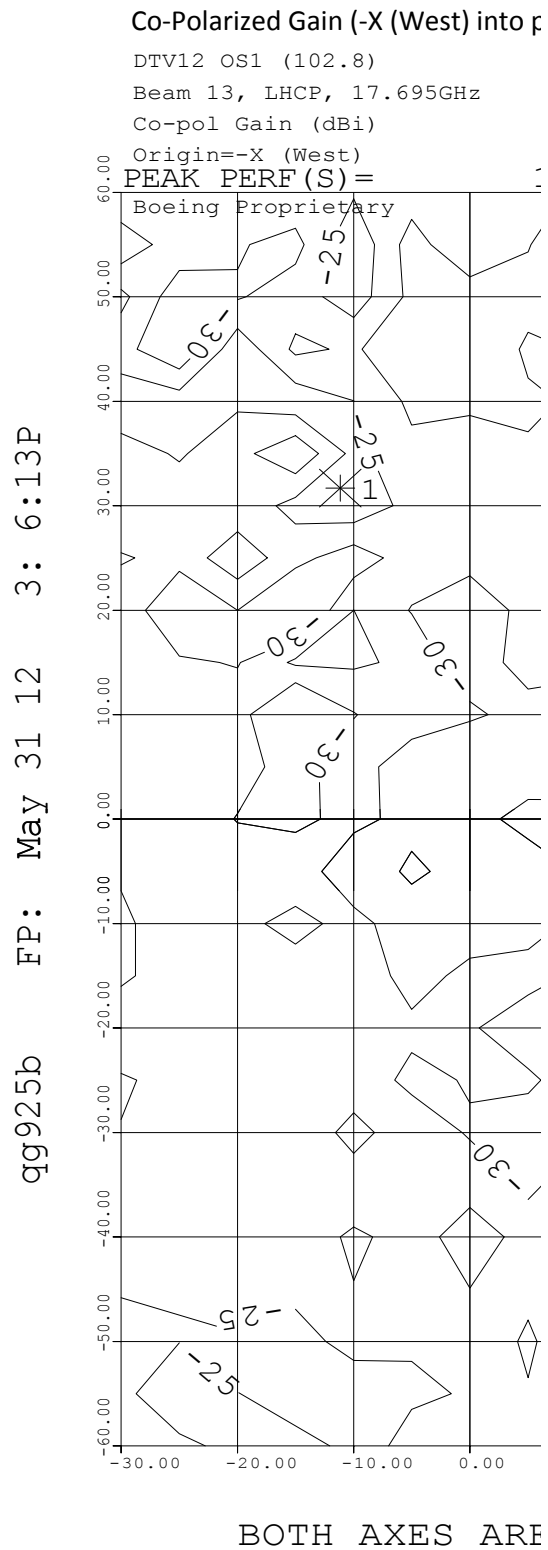 Co-Polarized Gain (-X (West) into p
DTV12 OS1 (102.8)
Beam 13, LHCP, 17.695GHz
Co-pol Gain (dBi)
Origin=-X (West)
PEAK PERF(S)= 1
Boeing Proprietary
60.00
50.00
40.00
30.00
20.00
10.00
0.00
-10.00
-20.00
-30.00
-40.00
-50.00
-60.00
-25
-30
-25
1
-30
-30
-30
-30
-25
-25
-30.00 -20.00 -10.00 0.00
BOTH AXES ARE
qg925b FP: May 31 12 3: 6:13P